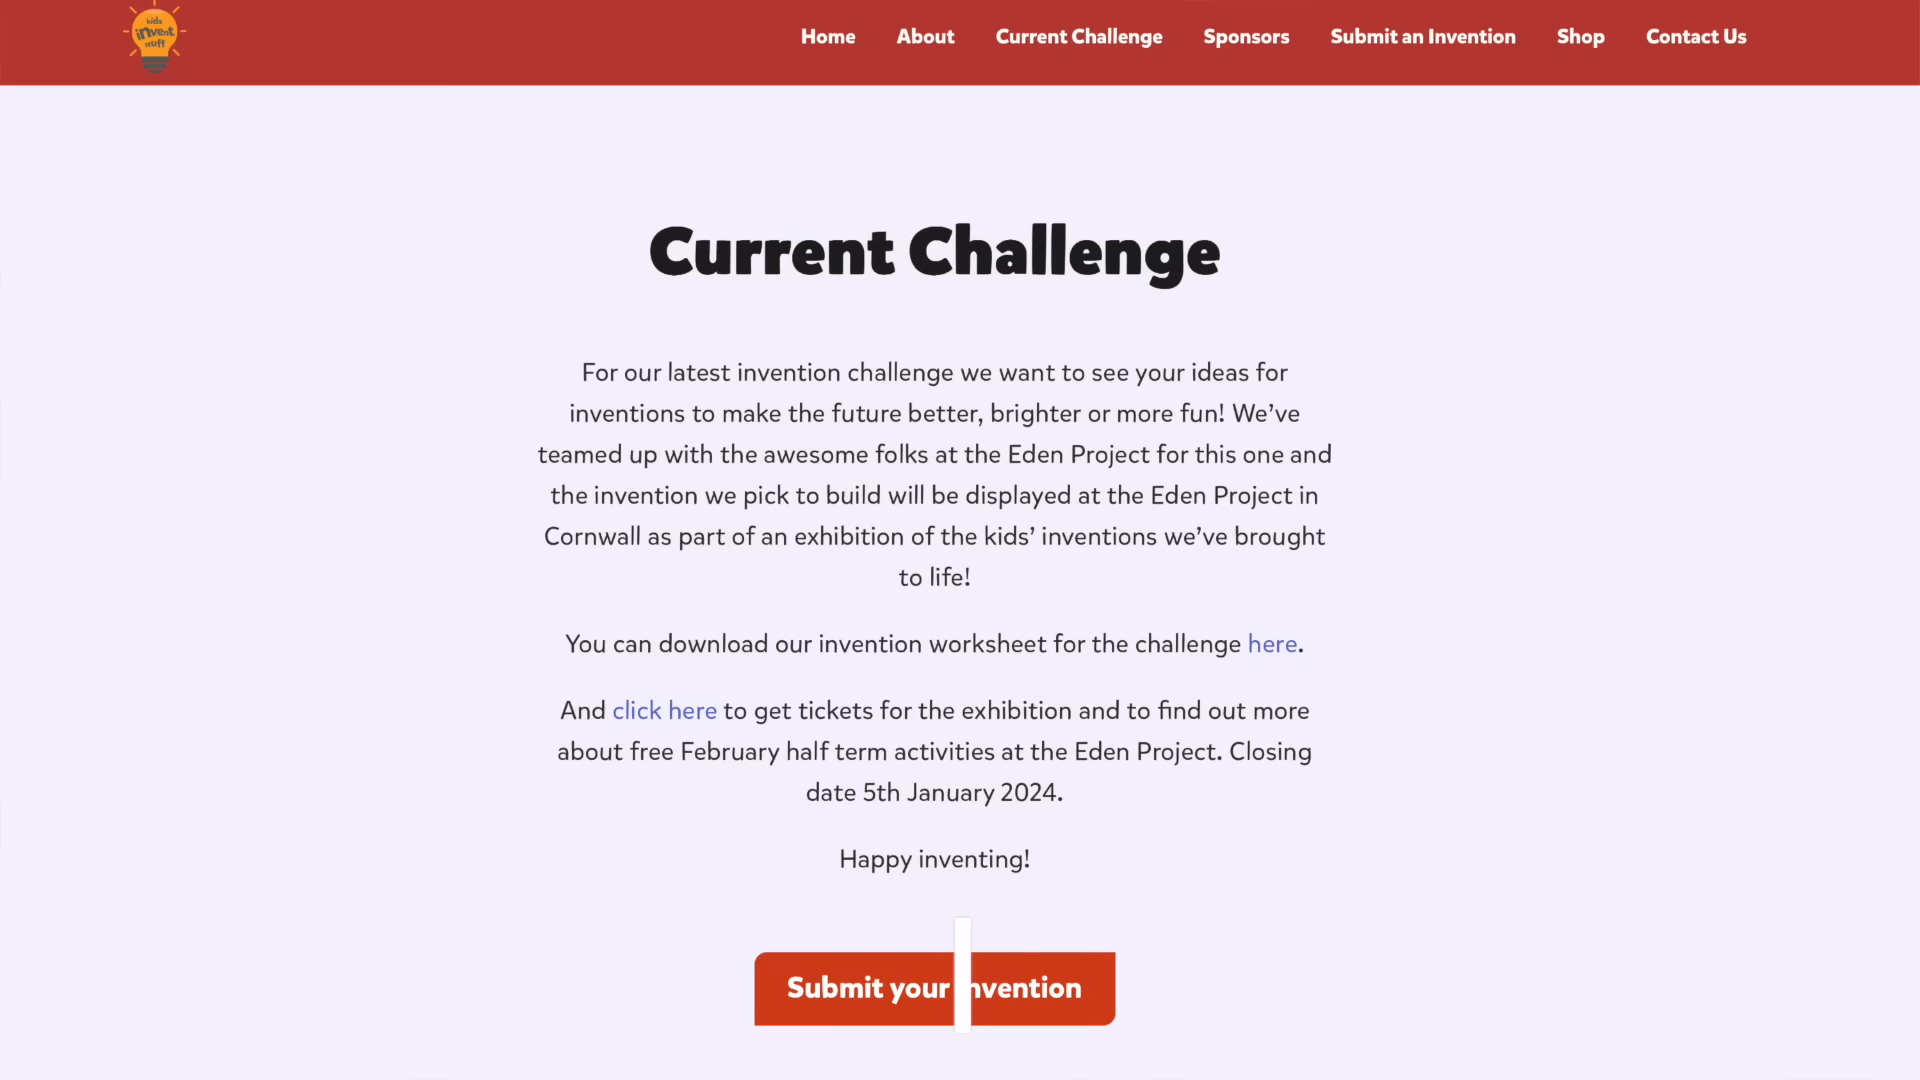 kids
invent
stuff
Home About Current Challenge Sponsors Submit an Invention Shop Contact Us
Current Challenge
For our latest invention challenge we want to see your ideas for
inventions to make the future better, brighter or more fun! We’ve
teamed up with the awesome folks at the Eden Project for this one and
the invention we pick to build will be displayed at the Eden Project in
Cornwall as part of an exhibition of the kids’ inventions we’ve brought
to life!
You can download our invention worksheet for the challenge here.
And click here to get tickets for the exhibition and to find out more
about free February half term activities at the Eden Project. Closing
date 5th January 2024.
Happy inventing!
Submit your nvention